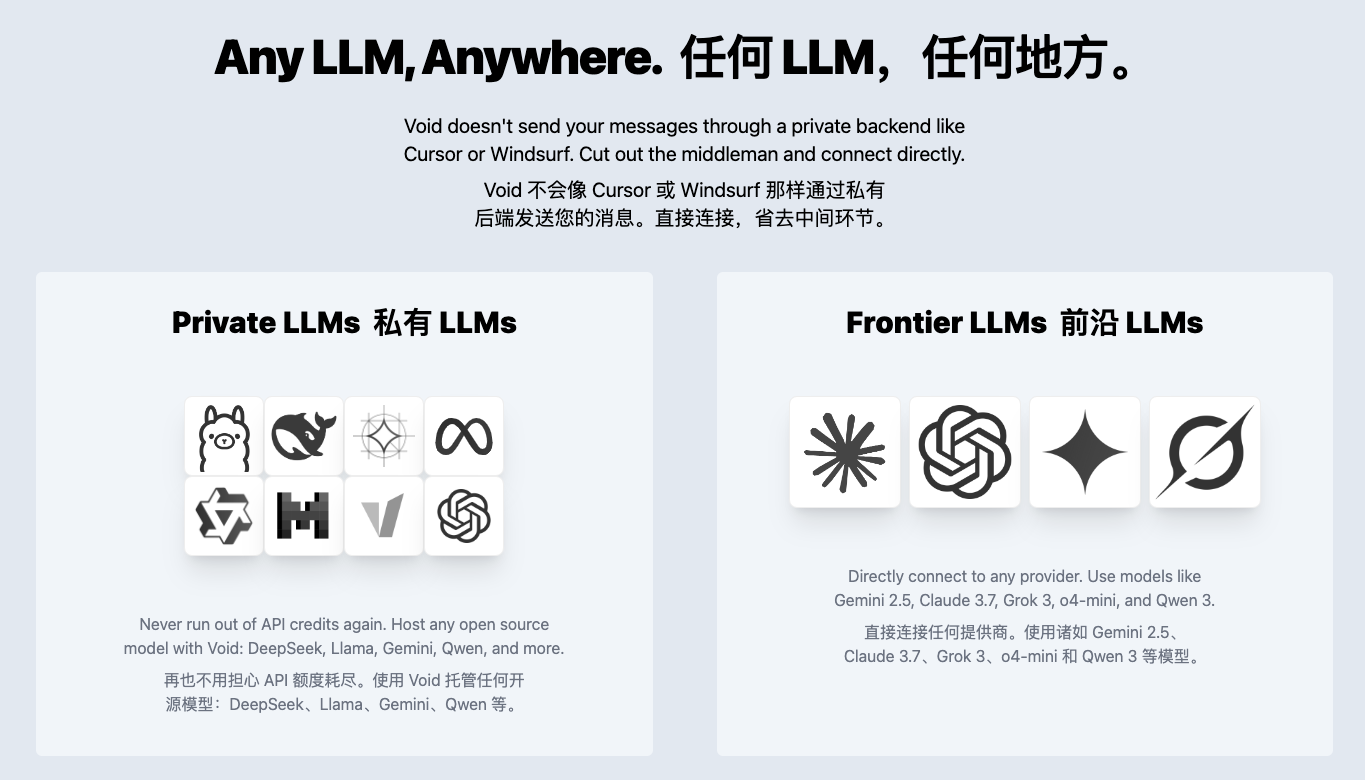 Any LLM, Anywhere. 任何 LLM，任何地方。
Void doesn't send your messages through a private backend like
Cursor or Windsurf. Cut out the middleman and connect directly.
Void 不会像 Cursor 或 Windsurf 那样通过私有
后端发送您的消息。直接连接，省去中间环节。
Private LLMs 私有 LLMs
Never run out of API credits again. Host any open source
model with Void: DeepSeek, Llama, Gemini, Qwen, and more.
再也不用担心 API 额度耗尽。使用 Void 托管任何开
源模型：DeepSeek、Llama、Gemini、Qwen 等。
Frontier LLMs 前沿 LLMs
Directly connect to any provider. Use models like
Gemini 2.5, Claude 3.7, Grok 3, o4-mini, and Qwen 3.
直接连接任何提供商。使用诸如 Gemini 2.5、
Claude 3.7、Grok 3、o4-mini 和 Qwen 3 等模型。